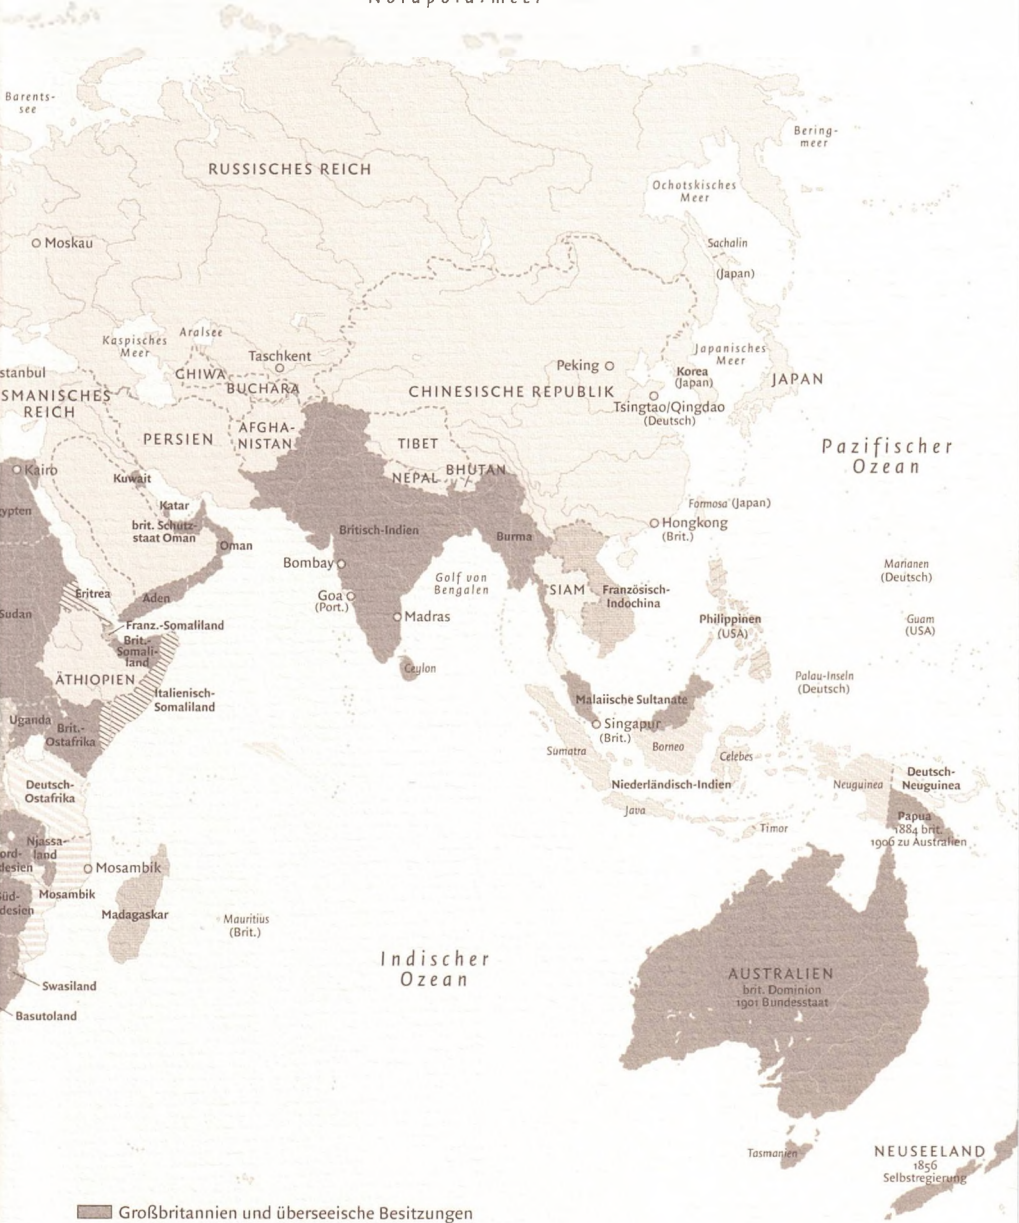 Nordpolarmeer
Barents-
see
Bering-
meer
RUSSISCHES REICH
Ochotskisches
Meer
Moskau
Sachalin
(Japan)
Aralsee
Kaspisches
Meer
Taschkent
Japanisches
Meer
Peking
stanbul
CHIWA
Korea
(Japan)
JAPAN
BUCHARA
SMANISCHES
REICH
CHINESISCHE REPUBLIK
Tsingtao/Qingdao
(Deutsch)
PERSIEN
AFGHA-
NISTAN
TIBET
Pazifischer
Ozean
Kairo
Kuwait
NEPAL
BHUTAN
Katar
Formosa (Japan)
gypten
brit. Schutz-
staat Oman
Britisch-Indien
Hongkong
(Brit.)
Burma
Oman
Bombay
Marianen
(Deutsch)
Golf von
Bengalen
Eritrea
Aden
Goa
(Port.)
SIAM
Französisch-
Indochina
Sudan
Madras
Philippinen
(USA)
Guam
(USA)
Franz.-Somaliland
Brit.-
Somali-
land
Ceylon
ÄTHIOPIEN
Palau-Inseln
(Deutsch)
Italienisch-
Somaliland
Malaiische Sultanate
Uganda
Brit.-
Ostafrika
Singapur
(Brit.)
Sumatra
Borneo
Celebes
Deutsch-
Ostafrika
Niederländisch-Indien
Neuguinea
Deutsch-
Neuguinea
Java
Timor
Papua
1884 brit.
1906 zu Australien
Njassa-
land
ord-
desien
Mosambik
Mosambik
Süd-
desien
Madagaskar
Mauritius
(Brit.)
Indischer
Ozean
AUSTRALIEN
brit. Dominion
1901 Bundesstaat
Swasiland
Basutoland
Tasmanien
NEUSEELAND
1856
Selbstregierung
Großbritannien und überseeische Besitzungen